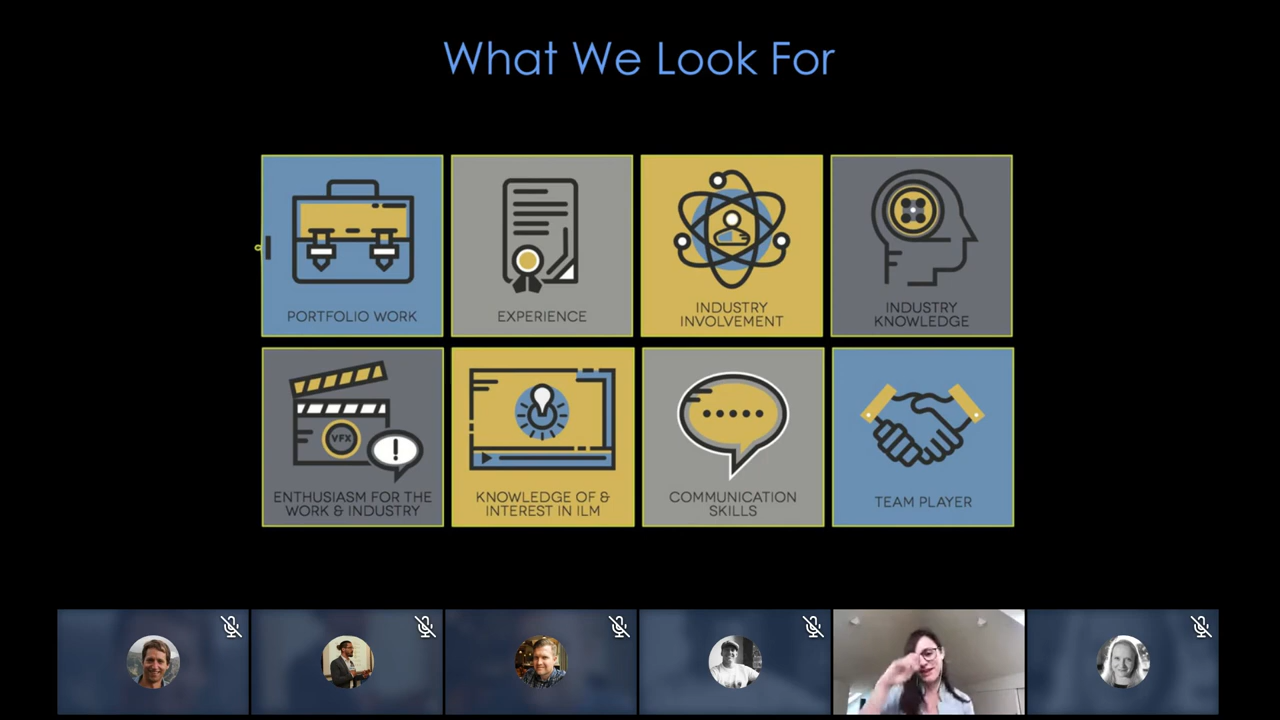 What We Look For
PORTFOLIO WORK
EXPERIENCE
INDUSTRY
INVOLVEMENT
INDUSTRY
KNOWLEDGE
VFX
!
ENTHUSIASM FOR THE
WORK & INDUSTRY
KNOWLEDGE OF &
INTEREST IN ILM
COMMUNICATION
SKILLS
TEAM PLAYER